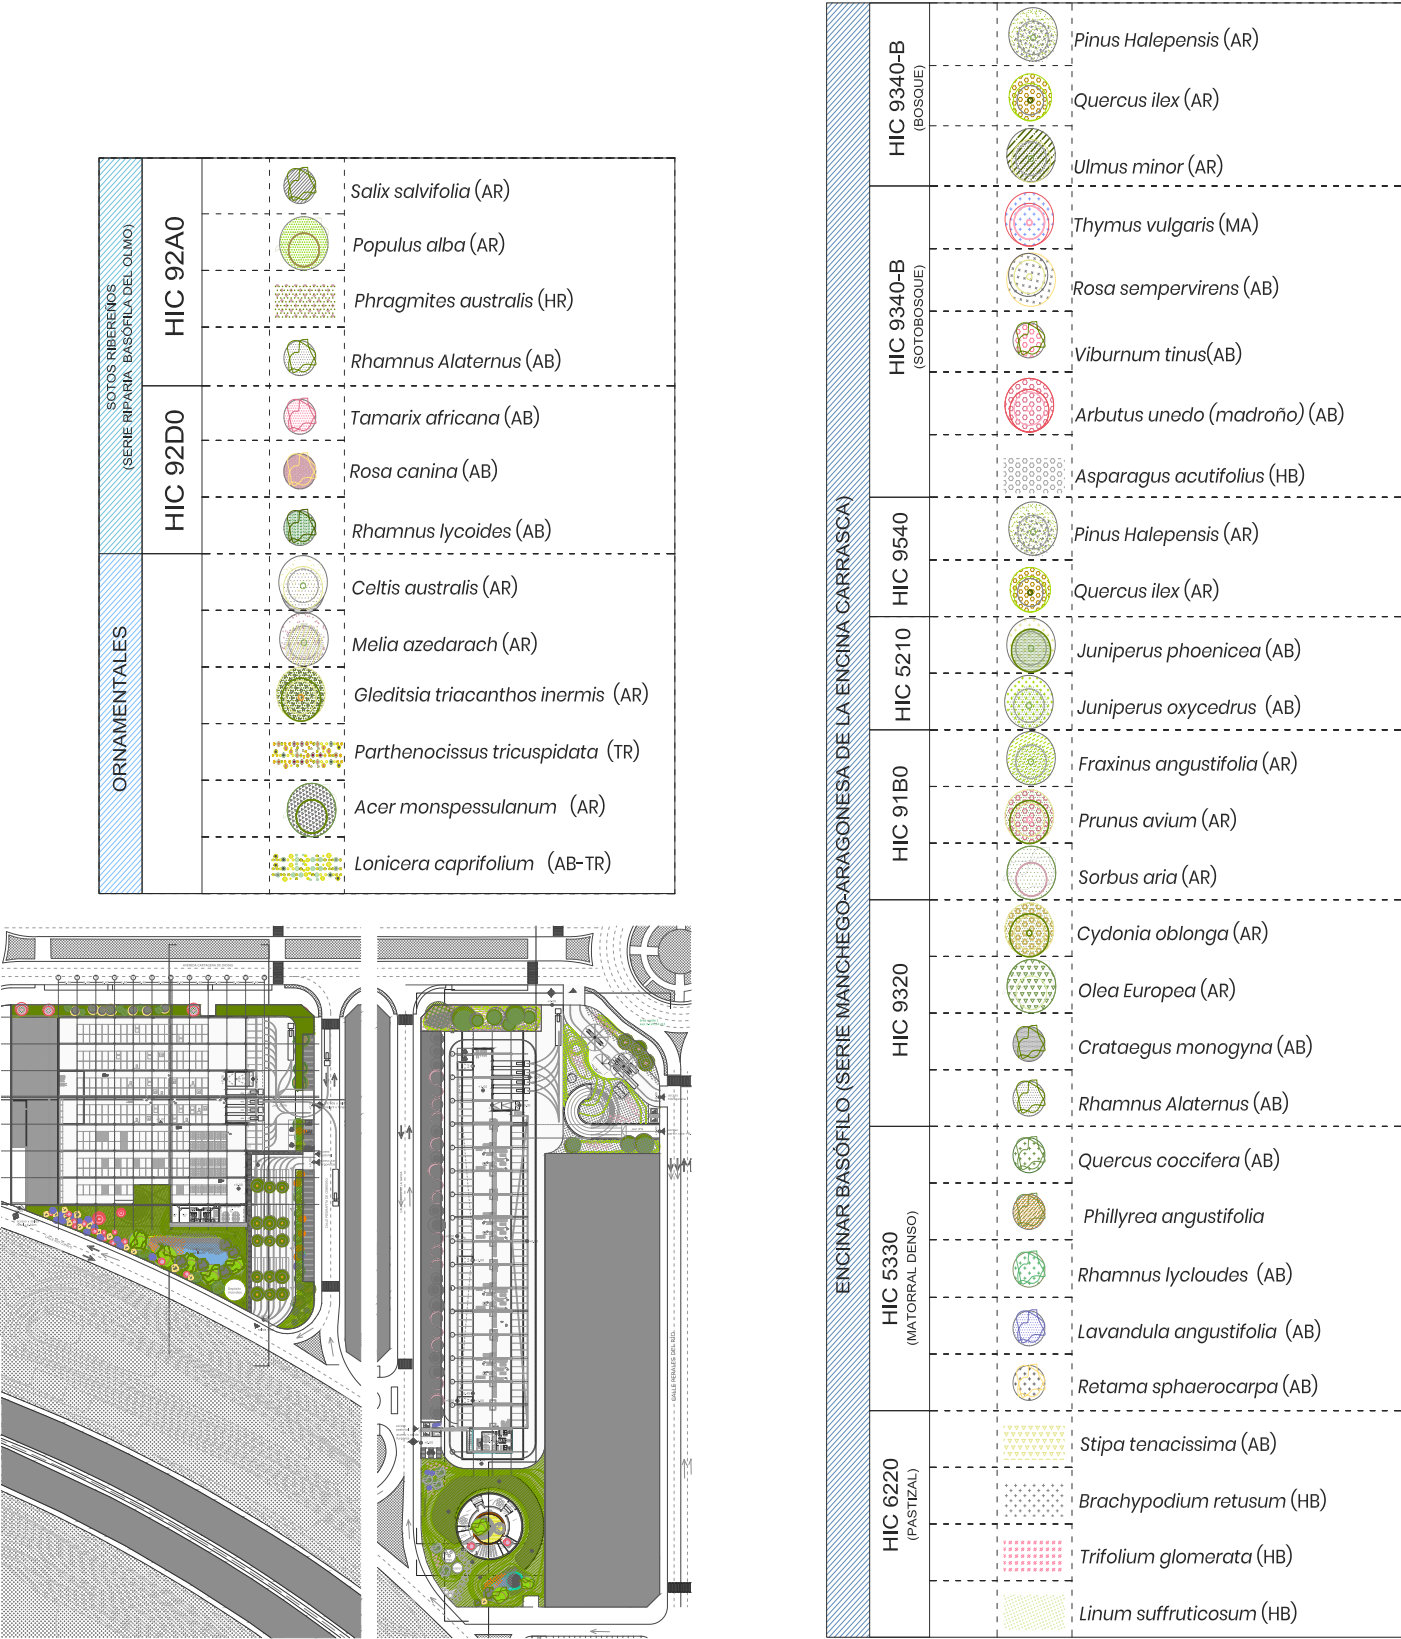 SOTOS RIBEREÑOS
(SERIE RIPARIA BASÓFILA DEL OLMO)
HIC 92A0
Salix salvifolia (AR)
Populus alba (AR)
Phragmites australis (HR)
Rhamnus Alaternus (AB)
HIC 92D0
Tamarix africana (AB)
Rosa canina (AB)
Rhamnus lycoides (AB)
ORNAMENTALES
Celtis australis (AR)
Melia azedarach (AR)
Gleditsia triacanthos inermis (AR)
Parthenocissus tricuspidata (TR)
Acer monspessulanum (AR)
Lonicera caprifolium (AB-TR)
CALLE PERALES DEL RÍO
ENCINAR BASÓFILO (SERIE MANCHEGO-ARAGONESA DE LA ENCINA CARRASCA)
HIC 9340-B
(BOSQUE)
Pinus Halepensis (AR)
Quercus ilex (AR)
Ulmus minor (AR)
HIC 9340-B
(SOTOBOSQUE)
Thymus vulgaris (MA)
Rosa sempervirens (AB)
Viburnum tinus(AB)
Arbutus unedo (madroño) (AB)
Asparagus acutifolius (HB)
HIC 9540
Pinus Halepensis (AR)
Quercus ilex (AR)
HIC 5210
Juniperus phoenicea (AB)
Juniperus oxycedrus (AB)
HIC 91B0
Fraxinus angustifolia (AR)
Prunus avium (AR)
Sorbus aria (AR)
HIC 9320
Cydonia oblonga (AR)
Olea Europea (AR)
Crataegus monogyna (AB)
Rhamnus Alaternus (AB)
HIC 5330
(MATORRAL DENSO)
Quercus coccifera (AB)
Phillyrea angustifolia
Rhamnus lycloudes (AB)
Lavandula angustifolia (AB)
Retama sphaerocarpa (AB)
HIC 6220
(PASTIZAL)
Stipa tenacissima (AB)
Brachypodium retusum (HB)
Trifolium glomerata (HB)
Linum suffruticosum (HB)